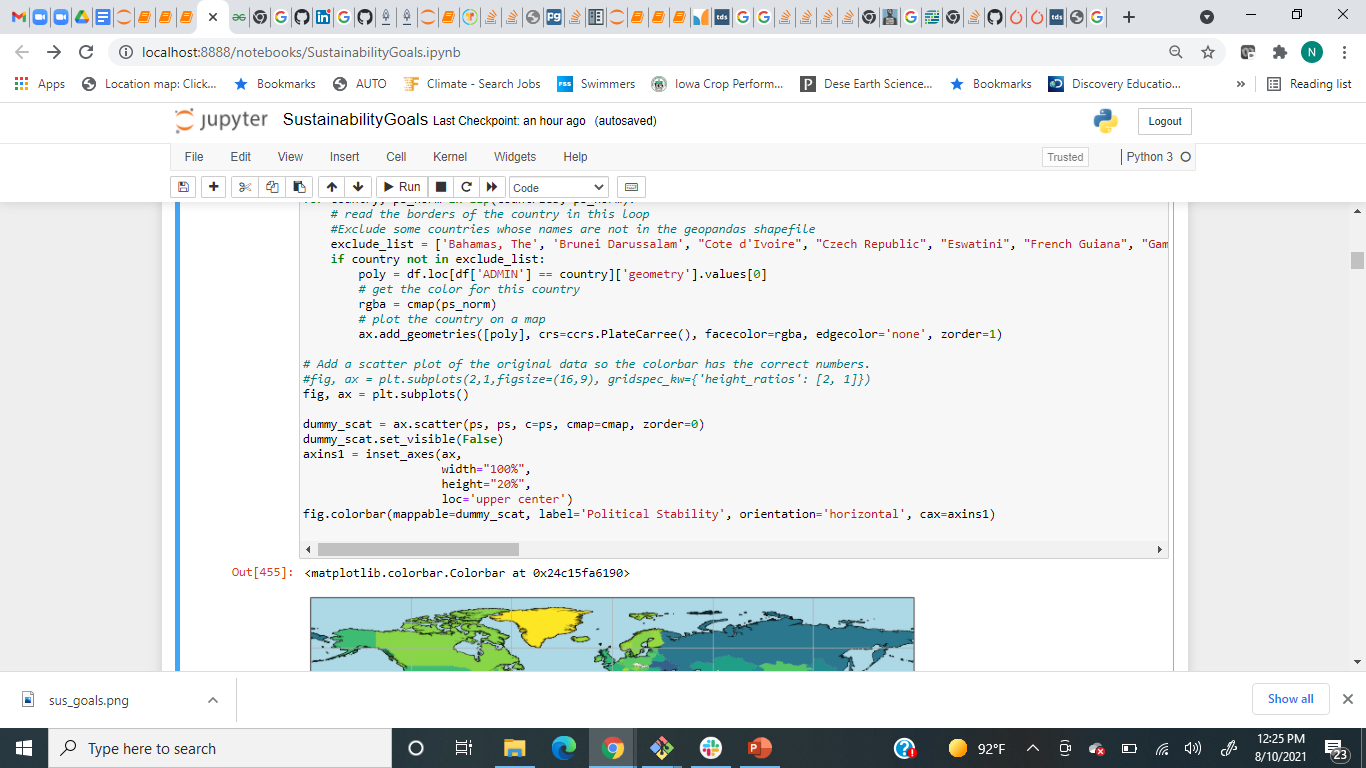 localhost:8888/notebooks/SustainabilityGoals.ipynb
N
Apps
Location map: Click...
Bookmarks
AUTO
Climate - Search Jobs
FSS
Swimmers
Iowa Crop Perform...
Dese Earth Science...
Bookmarks
Discovery Educatio...
»
Reading list
jupyter
SustainabilityGoals Last Checkpoint: an hour ago (autosaved)
Logout
File Edit View Insert Cell Kernel Widgets Help
Trusted
Python 3
Run
Code
# read the borders of the country in this loop
#Exclude some countries whose names are not in the geopandas shapefile
exclude_list = ['Bahamas, The', 'Brunei Darussalam', "Cote d'Ivoire", "Czech Republic", "Eswatini", "French Guiana", "Gam
if country not in exclude_list:
poly = df.loc[df['ADMIN'] == country]['geometry'].values[0]
# get the color for this country
rgba = cmap(ps_norm)
# plot the country on a map
ax.add_geometries([poly], crs=ccrs.PlateCarree(), facecolor=rgba, edgecolor='none', zorder=1)
# Add a scatter plot of the original data so the colorbar has the correct numbers.
#fig, ax = plt.subplots(2,1,figsize=(16,9), gridspec_kw={'height_ratios': [2, 1]})
fig, ax = plt.subplots()
dummy_scat = ax.scatter(ps, ps, c=ps, cmap=cmap, zorder=0)
dummy_scat.set_visible(False)
axins1 = inset_axes(ax,
width="100%",
height="20%",
loc='upper center')
fig.colorbar(mappable=dummy_scat, label='Political Stability', orientation='horizontal', cax=axins1)
Out[455]: <matplotlib.colorbar.Colorbar at 0x24c15fa6190>
sus_goals.png
Show all
Type here to search
92°F
12:25 PM
8/10/2021
23